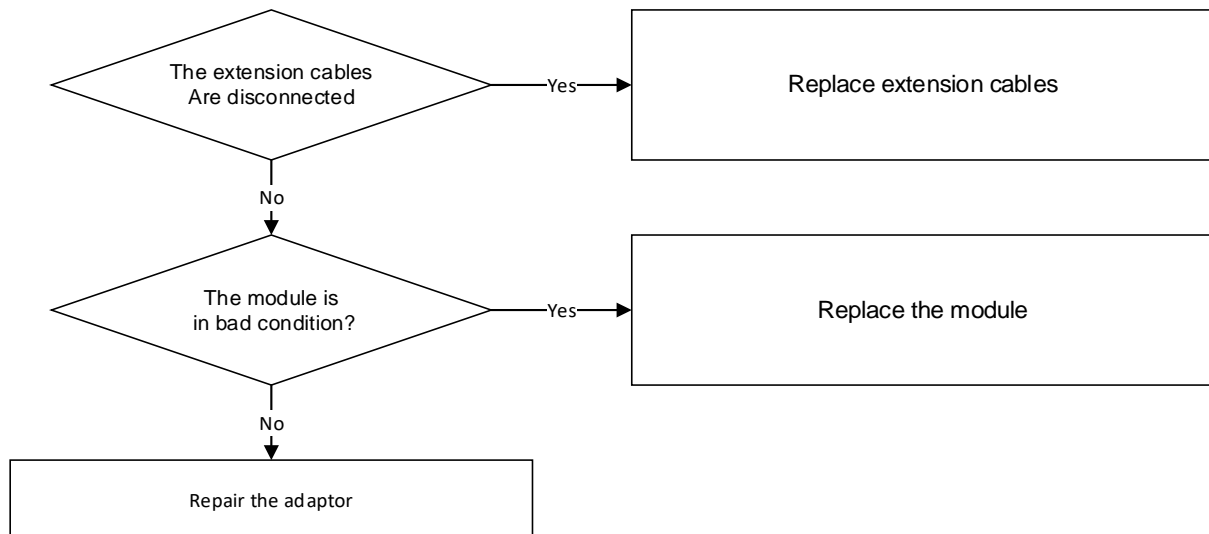 The extension cables
Are disconnected
Yes
Replace extension cables
No
The module is
in bad condition?
Yes
Replace the module
No
Repair the adaptor